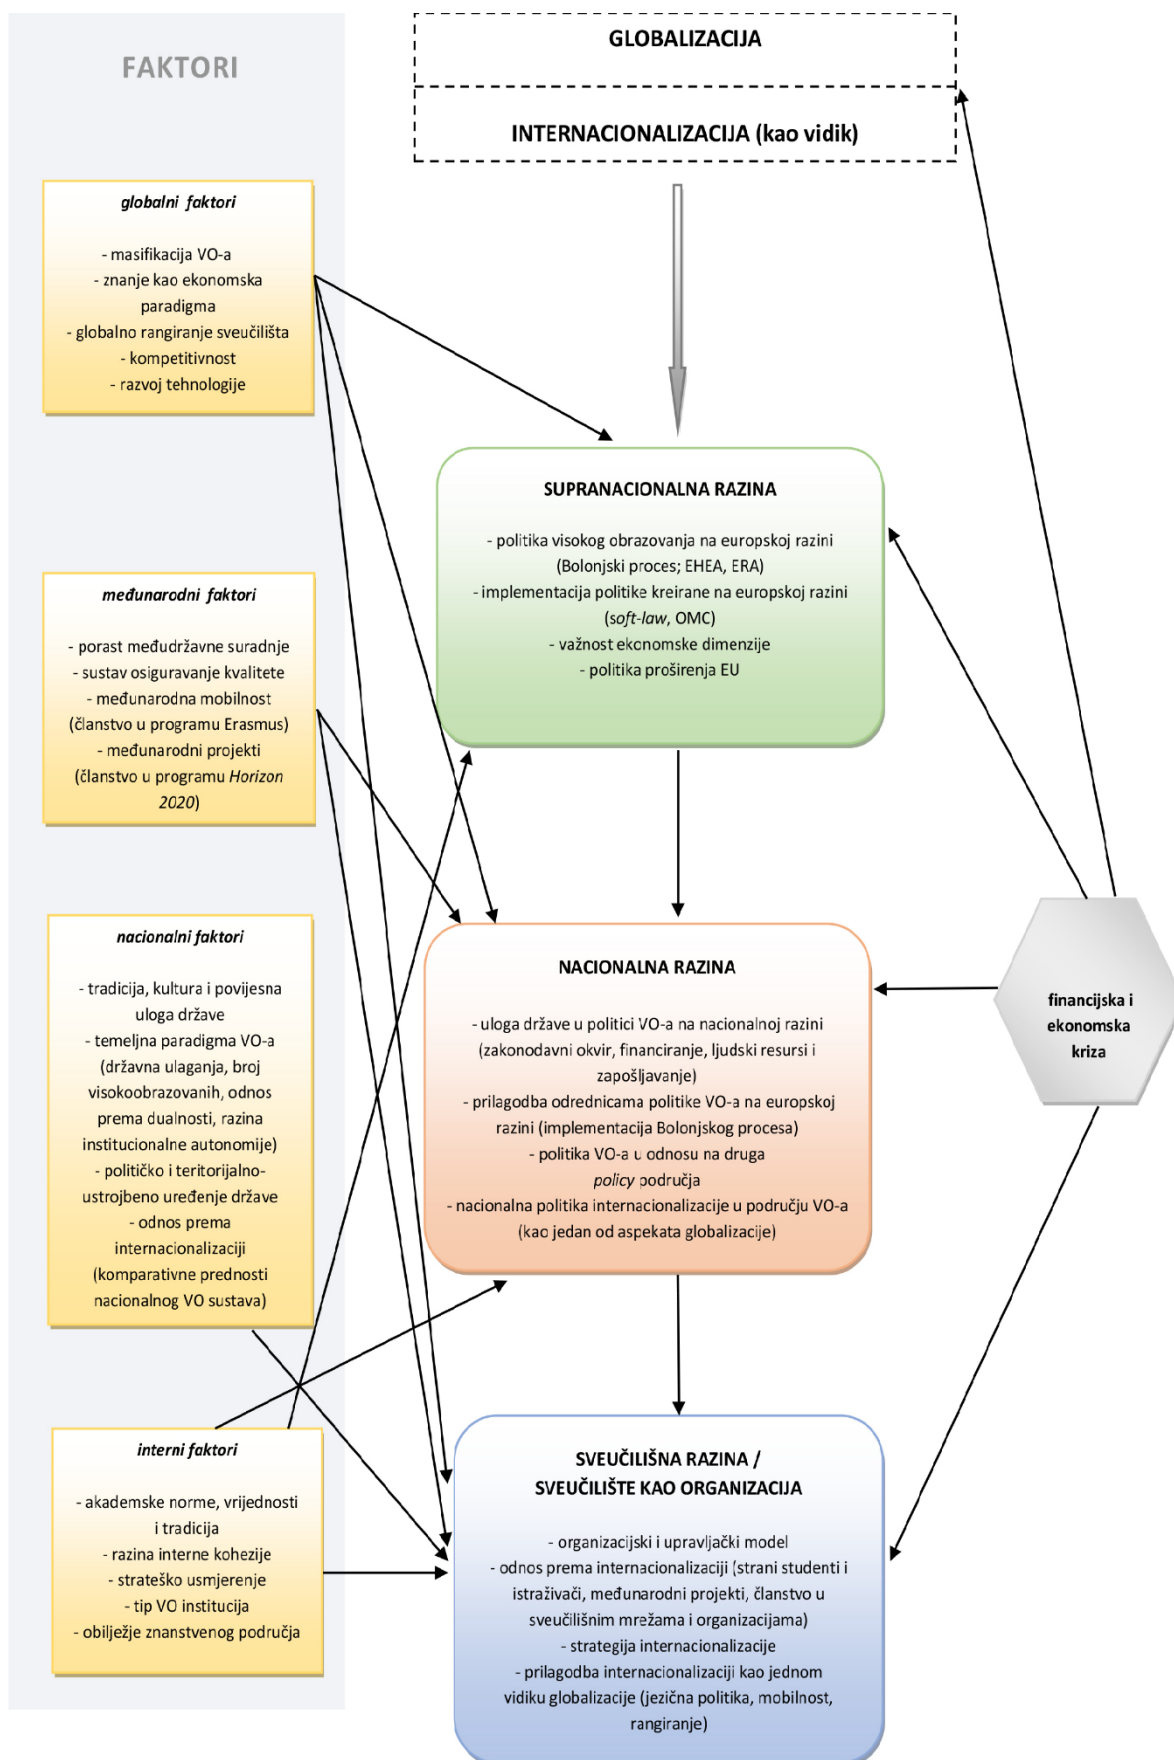 FAKTORI
globalni faktori
- masifikacija VO-a
- znanje kao ekonomska
paradigma
- globalno rangiranje sveučilišta
- kompetitivnost
- razvoj tehnologije
međunarodni faktori
- porast međudržavne suradnje
- sustav osiguravanje kvalitete
- međunarodna mobilnost
(članstvo u programu Erasmus)
- međunarodni projekti
(članstvo u programu Horizon
2020)
nacionalni faktori
- tradicija, kultura i povijesna
uloga države
- temeljna paradigma VO-a
(državna ulaganja, broj
visokoobrazovanih, odnos
prema dualnosti, razina
institucionalne autonomije)
- političko i teritorijalno-
ustrojbeno uređenje države
- odnos prema
internacionalizaciji
(komparativne prednosti
nacionalnog VO sustava)
interni faktori
- akademske norme, vrijednosti
i tradicija
- razina interne kohezije
- strateško usmjerenje
- tip VO institucija
- obilježje znanstvenog područja
GLOBALIZACIJA
INTERNACIONALIZACIJA (kao vidik)
SUPRANACIONALNA RAZINA
- politika visokog obrazovanja na europskoj razini
(Bolonjski proces; EHEA, ERA)
- implementacija politike kreirane na europskoj razini
(soft-law, OMC)
- važnost ekonomske dimenzije
- politika proširenja EU
NACIONALNA RAZINA
- uloga države u politici VO-a na nacionalnoj razini
(zakonodavni okvir, financiranje, ljudski resursi i
zapošljavanje)
- prilagodba odrednicama politike VO-a na europskoj
razini (implementacija Bolonjskog procesa)
- politika VO-a u odnosu na druga
policy područja
- nacionalna politika internacionalizacije u području VO-a
(kao jedan od aspekata globalizacije)
SVEUČILIŠNA RAZINA /
SVEUČILIŠTE KAO ORGANIZACIJA
- organizacijski i upravljački model
- odnos prema internacionalizaciji (strani studenti i
istraživači, međunarodni projekti, članstvo u
sveučilišnim mrežama i organizacijama)
- strategija internacionalizacije
- prilagodba internacionalizaciji kao jednom
vidiku globalizacije (jezična politika, mobilnost,
rangiranje)
financijska i
ekonomska
kriza